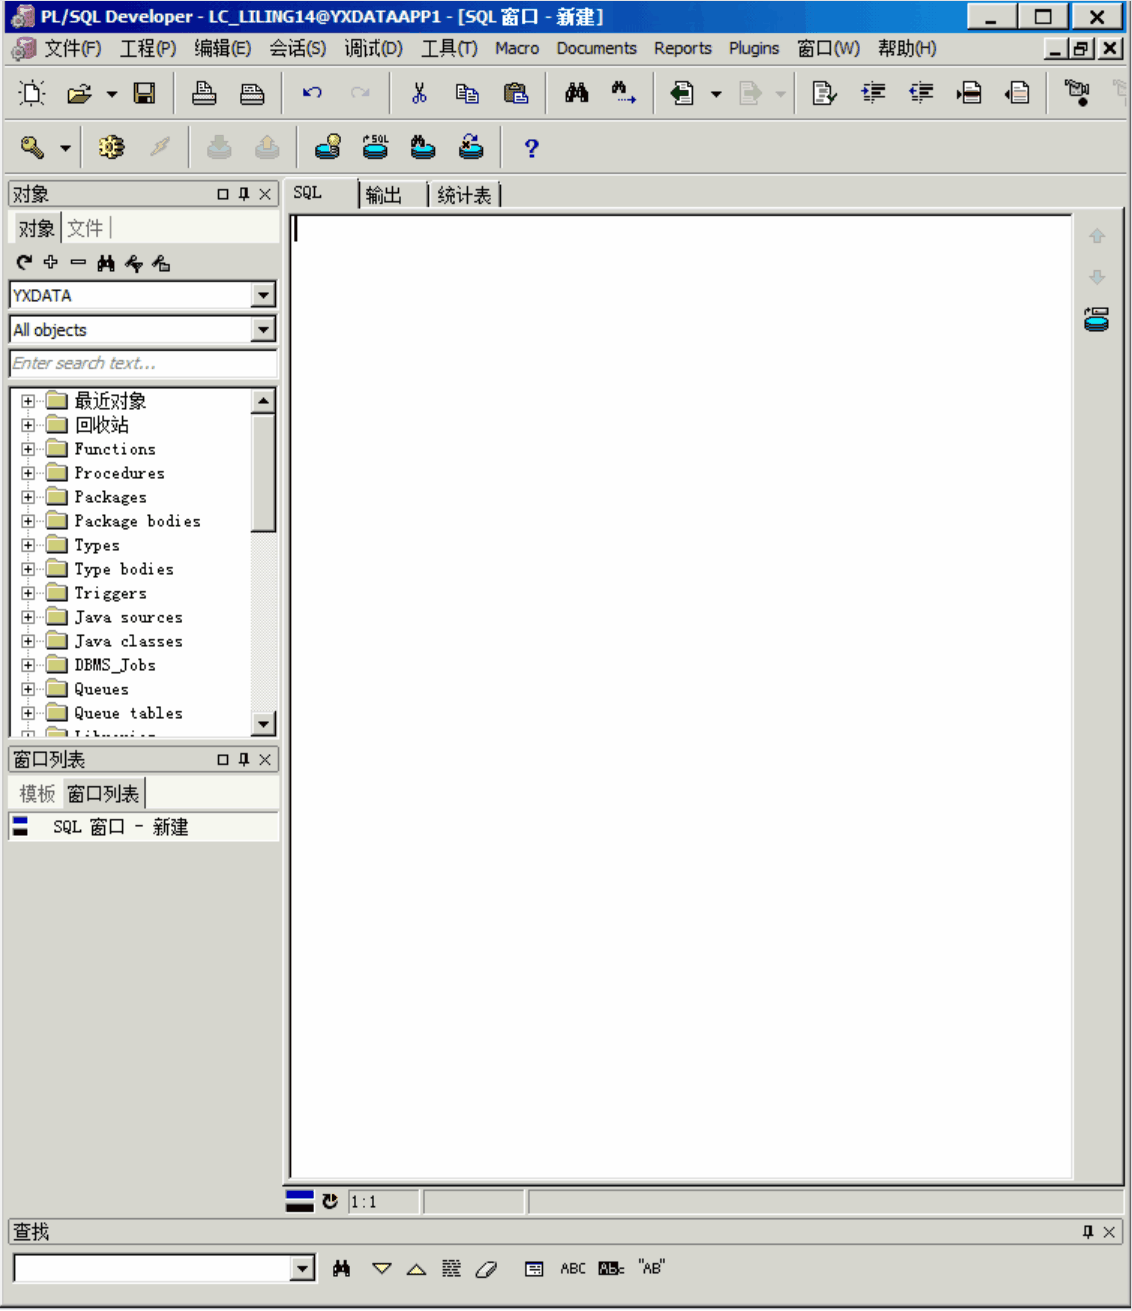 PL/SQL Developer - LC_LILING14@YXDATAAPP1 - [SQL 窗口 - 新建]
文件(F) 工程(P) 编辑(E) 会话(S) 调试(D) 工具(T) Macro Documents Reports Plugins 窗口(W) 帮助(H)
SQL
?
对象
SQL 输出 统计表
对象 文件
YXDATA
All objects
Enter search text...
最近对象
回收站
Functions
Procedures
Packages
Package bodies
Types
Type bodies
Triggers
Java sources
Java classes
DBMS_Jobs
Queues
Queue tables
窗口列表
模板 窗口列表
SQL 窗口 - 新建
1:1
查找
ABC "AB"